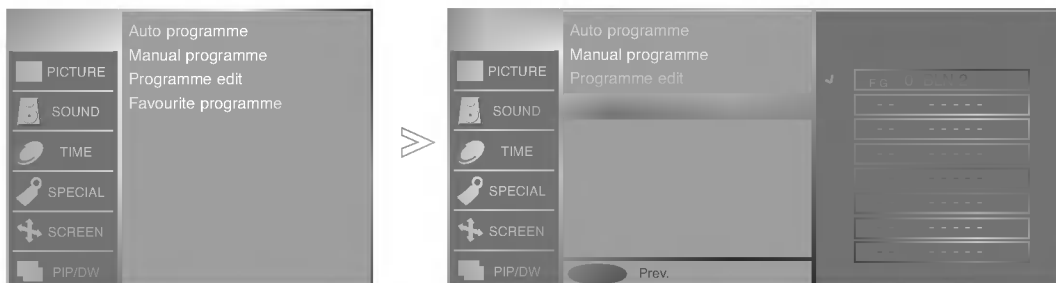 Auto programme
Manual programme
Programme edit
Favourite programme
PICTURE
SOUND
TIME
SPECIAL
SCREEN
PIP/DW
Auto programme
Manual programme
Programme edit
PICTURE
SOUND
TIME
SPECIAL
SCREEN
PIP/DW
Prev.
-- -----
-- -----
-- -----
-----
-----
-- -----
-- -----